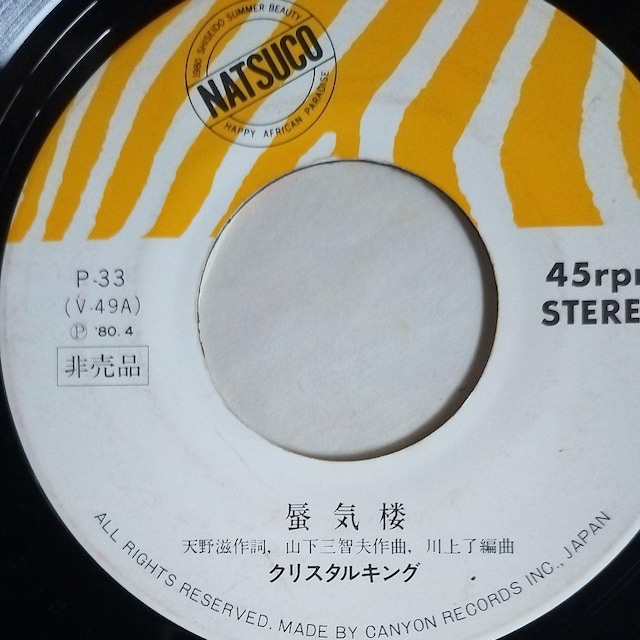 1980 SHISEIDO SUMMER BEAUTY
NATSUCO
HAPPY AFRICAN PARADISE
P-33
(V-49A)
Ⓟ '80.4
非売品
45rpm
STERE
蜃気楼
天野滋作詞, 山下三智夫作曲, 川上了編曲
クリスタルキング
ALL RIGHTS RESERVED. MADE BY CANYON RECORDS INC., JAPAN